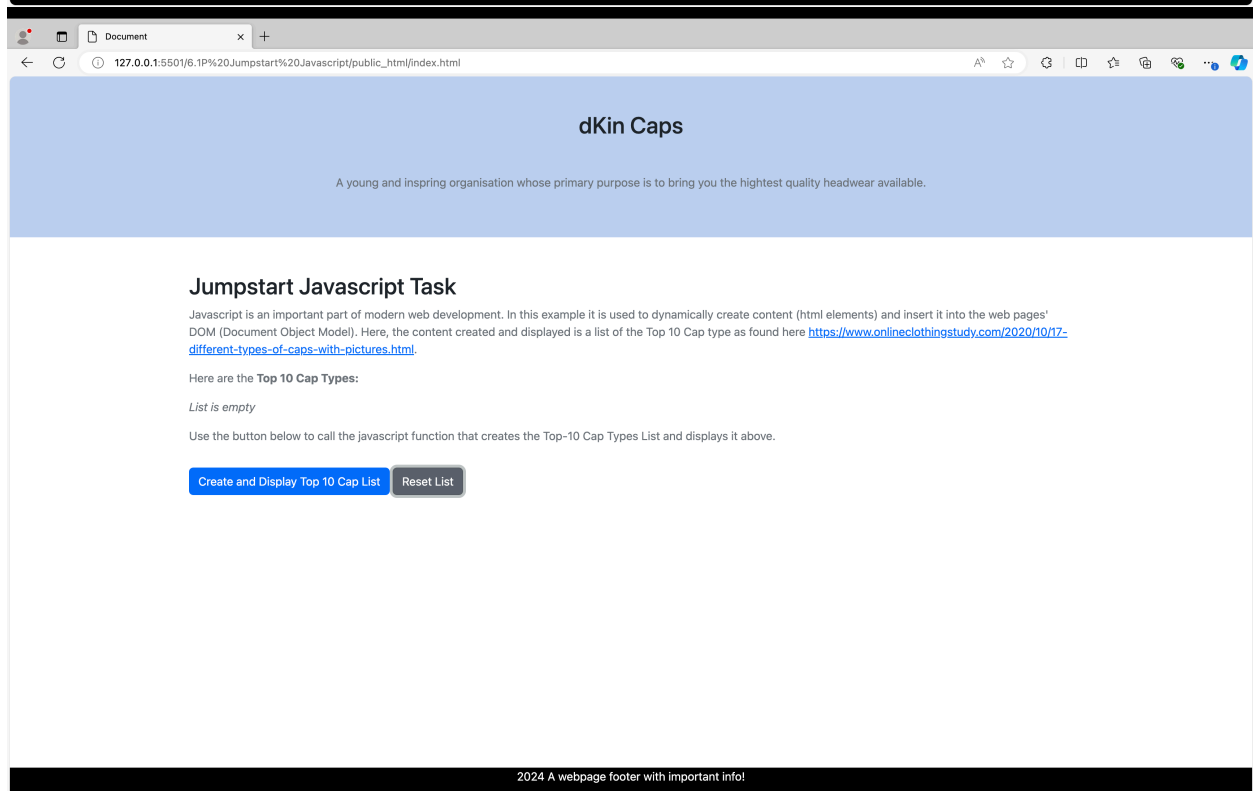 Document
127.0.0.1:5501/6.1P%20Jumpstart%20Javascript/public_html/index.html
dKin Caps
A young and inspring organisation whose primary purpose is to bring you the hightest quality headwear available.
Jumpstart Javascript Task
Javascript is an important part of modern web development. In this example it is used to dynamically create content (html elements) and insert it into the web pages'
DOM (Document Object Model). Here, the content created and displayed is a list of the Top 10 Cap type as found here https://www.onlineclothingstudy.com/2020/10/17-
different-types-of-caps-with-pictures.html.
Here are the Top 10 Cap Types:
List is empty
Use the button below to call the javascript function that creates the Top-10 Cap Types List and displays it above.
Create and Display Top 10 Cap List Reset List
2024 A webpage footer with important info!